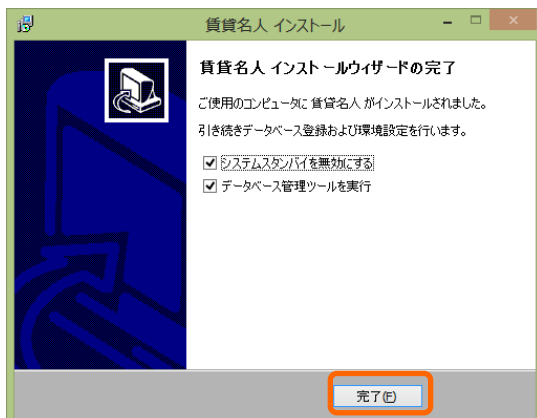 賃貸名人 インストール
賃貸名人 インストールウィザードの完了
ご使用のコンピュータに 賃貸名人 がインストールされました。
引き続きデータベース登録および環境設定を行います。
システムスタンバイを無効にする
データベース管理ツールを実行
完了(F)